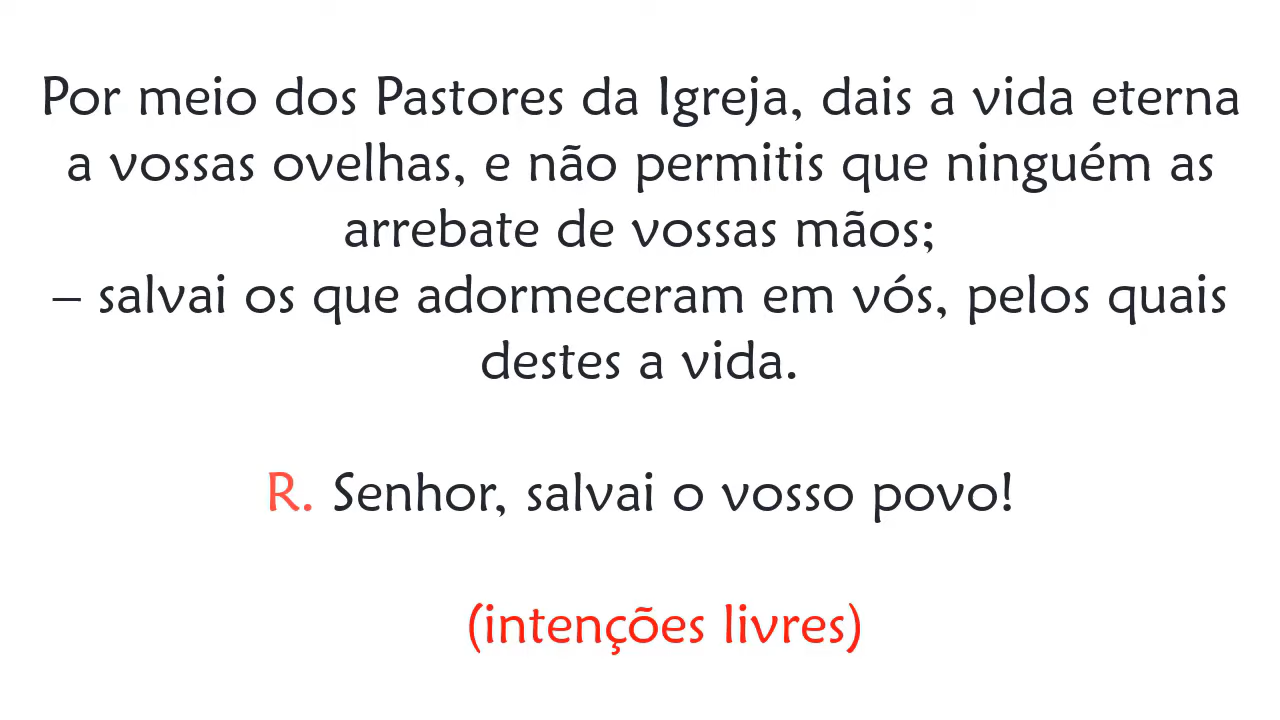 Por meio dos Pastores da Igreja, dais a vida eterna
a vossas ovelhas, e não permitis que ninguém as
arrebate de vossas mãos;
– salvai os que adormeceram em vós, pelos quais
destes a vida.
R. Senhor, salvai o vosso povo!
(intenções livres)